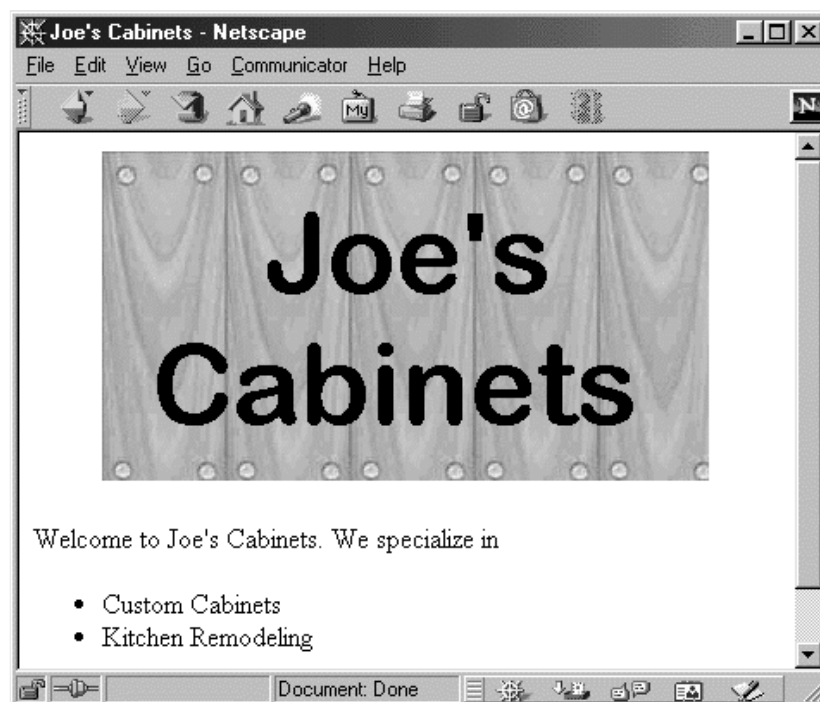 Joe's Cabinets - Netscape
File Edit View Go Communicator Help
My
N
Joe's
Cabinets
Welcome to Joe's Cabinets. We specialize in
• Custom Cabinets
• Kitchen Remodeling
Document: Done